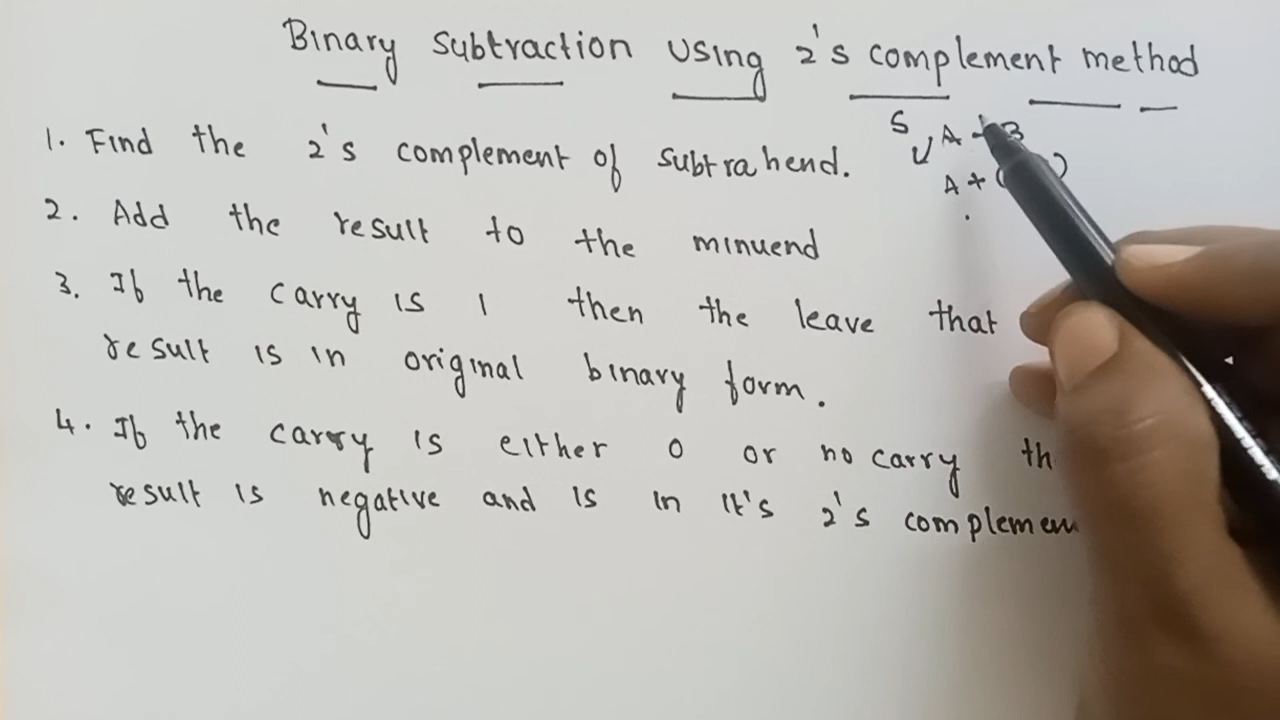 Binary Subtraction Using 2's complement method
1. Find the 2's complement of subtrahend.
2. Add the result to the minuend
3. If the carry is 1 then the leave that
result is in original binary form.
4. If the carry is either 0 or no carry
result is negative and is in it's 2's
S A B
A + (